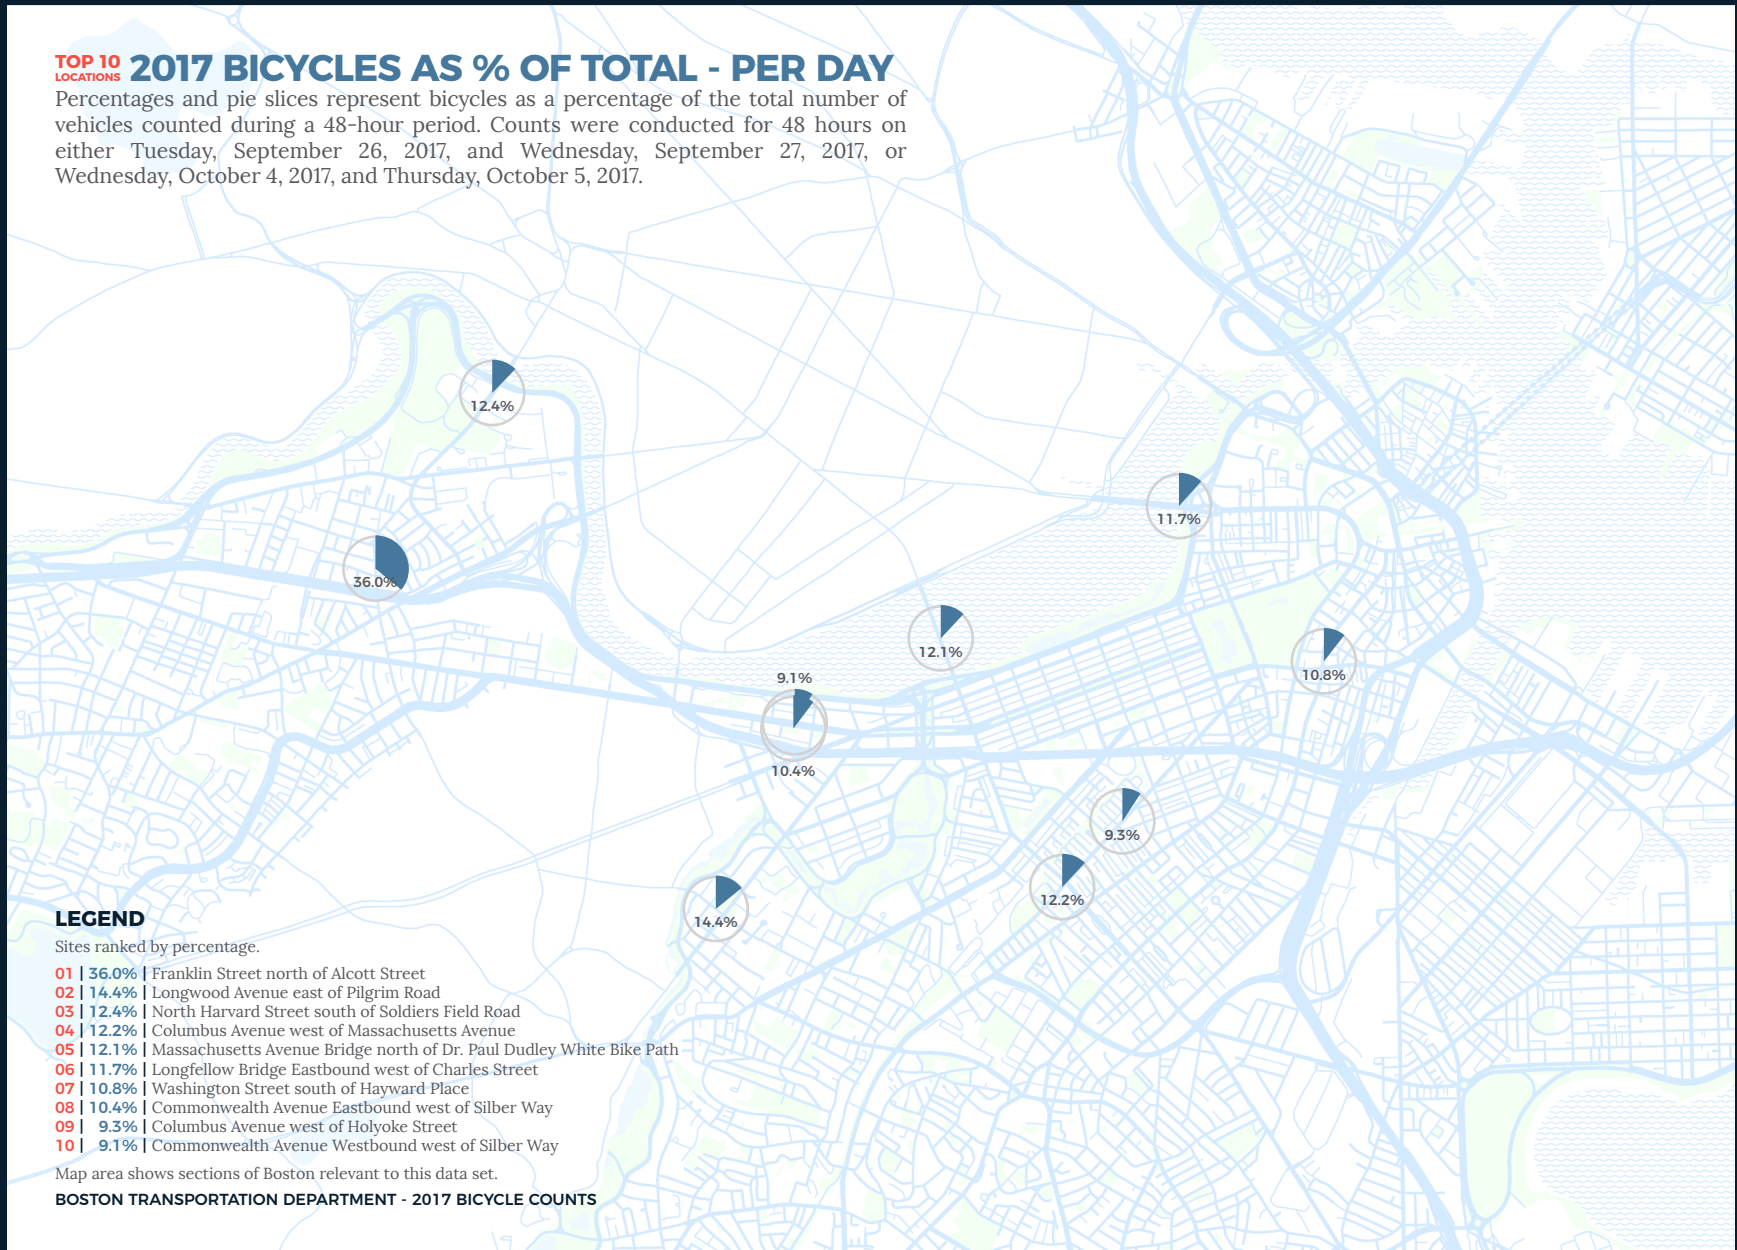 TOP 10 LOCATIONS 2017 BICYCLES AS % OF TOTAL - PER DAY
Percentages and pie slices represent bicycles as a percentage of the total number of
vehicles counted during a 48-hour period. Counts were conducted for 48 hours on
either Tuesday, September 26, 2017, and Wednesday, September 27, 2017, or
Wednesday, October 4, 2017, and Thursday, October 5, 2017.
12.4%
11.7%
36.0%
12.1%
10.8%
9.1%
10.4%
9.3%
12.2%
14.4%
LEGEND
Sites ranked by percentage.
01 | 36.0% | Franklin Street north of Alcott Street
02 | 14.4% | Longwood Avenue east of Pilgrim Road
03 | 12.4% | North Harvard Street south of Soldiers Field Road
04 | 12.2% | Columbus Avenue west of Massachusetts Avenue
05 | 12.1% | Massachusetts Avenue Bridge north of Dr. Paul Dudley White Bike Path
06 | 11.7% | Longfellow Bridge Eastbound west of Charles Street
07 | 10.8% | Washington Street south of Hayward Place
08 | 10.4% | Commonwealth Avenue Eastbound west of Silber Way
09 | 9.3% | Columbus Avenue west of Holyoke Street
10 | 9.1% | Commonwealth Avenue Westbound west of Silber Way
Map area shows sections of Boston relevant to this data set.
BOSTON TRANSPORTATION DEPARTMENT - 2017 BICYCLE COUNTS